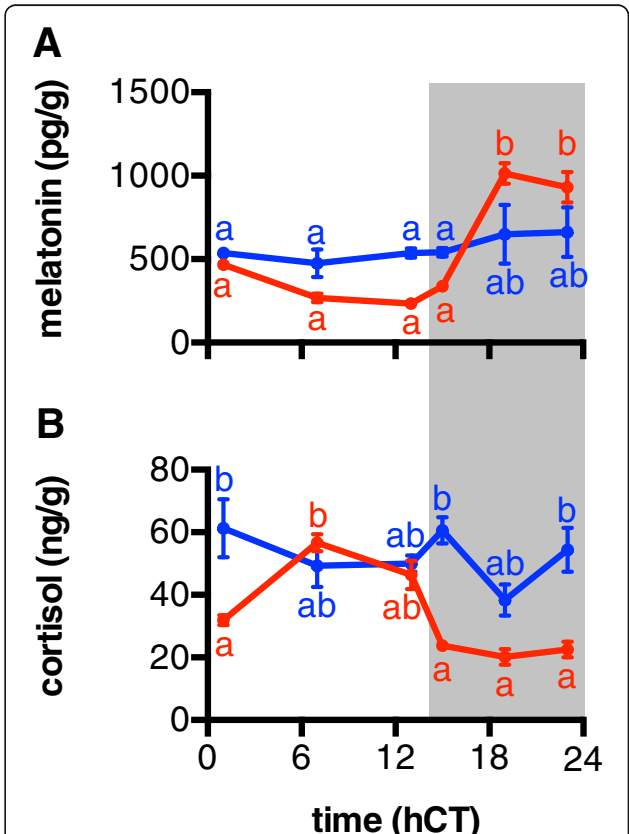 A
melatonin (pg/g)
1500
1000
500
0
a a a a b b
a a a a ab ab
B
cortisol (ng/g)
80
60
40
20
0
b b ab b ab b
a ab ab a a a
0 6 12 18 24
time (hCT)